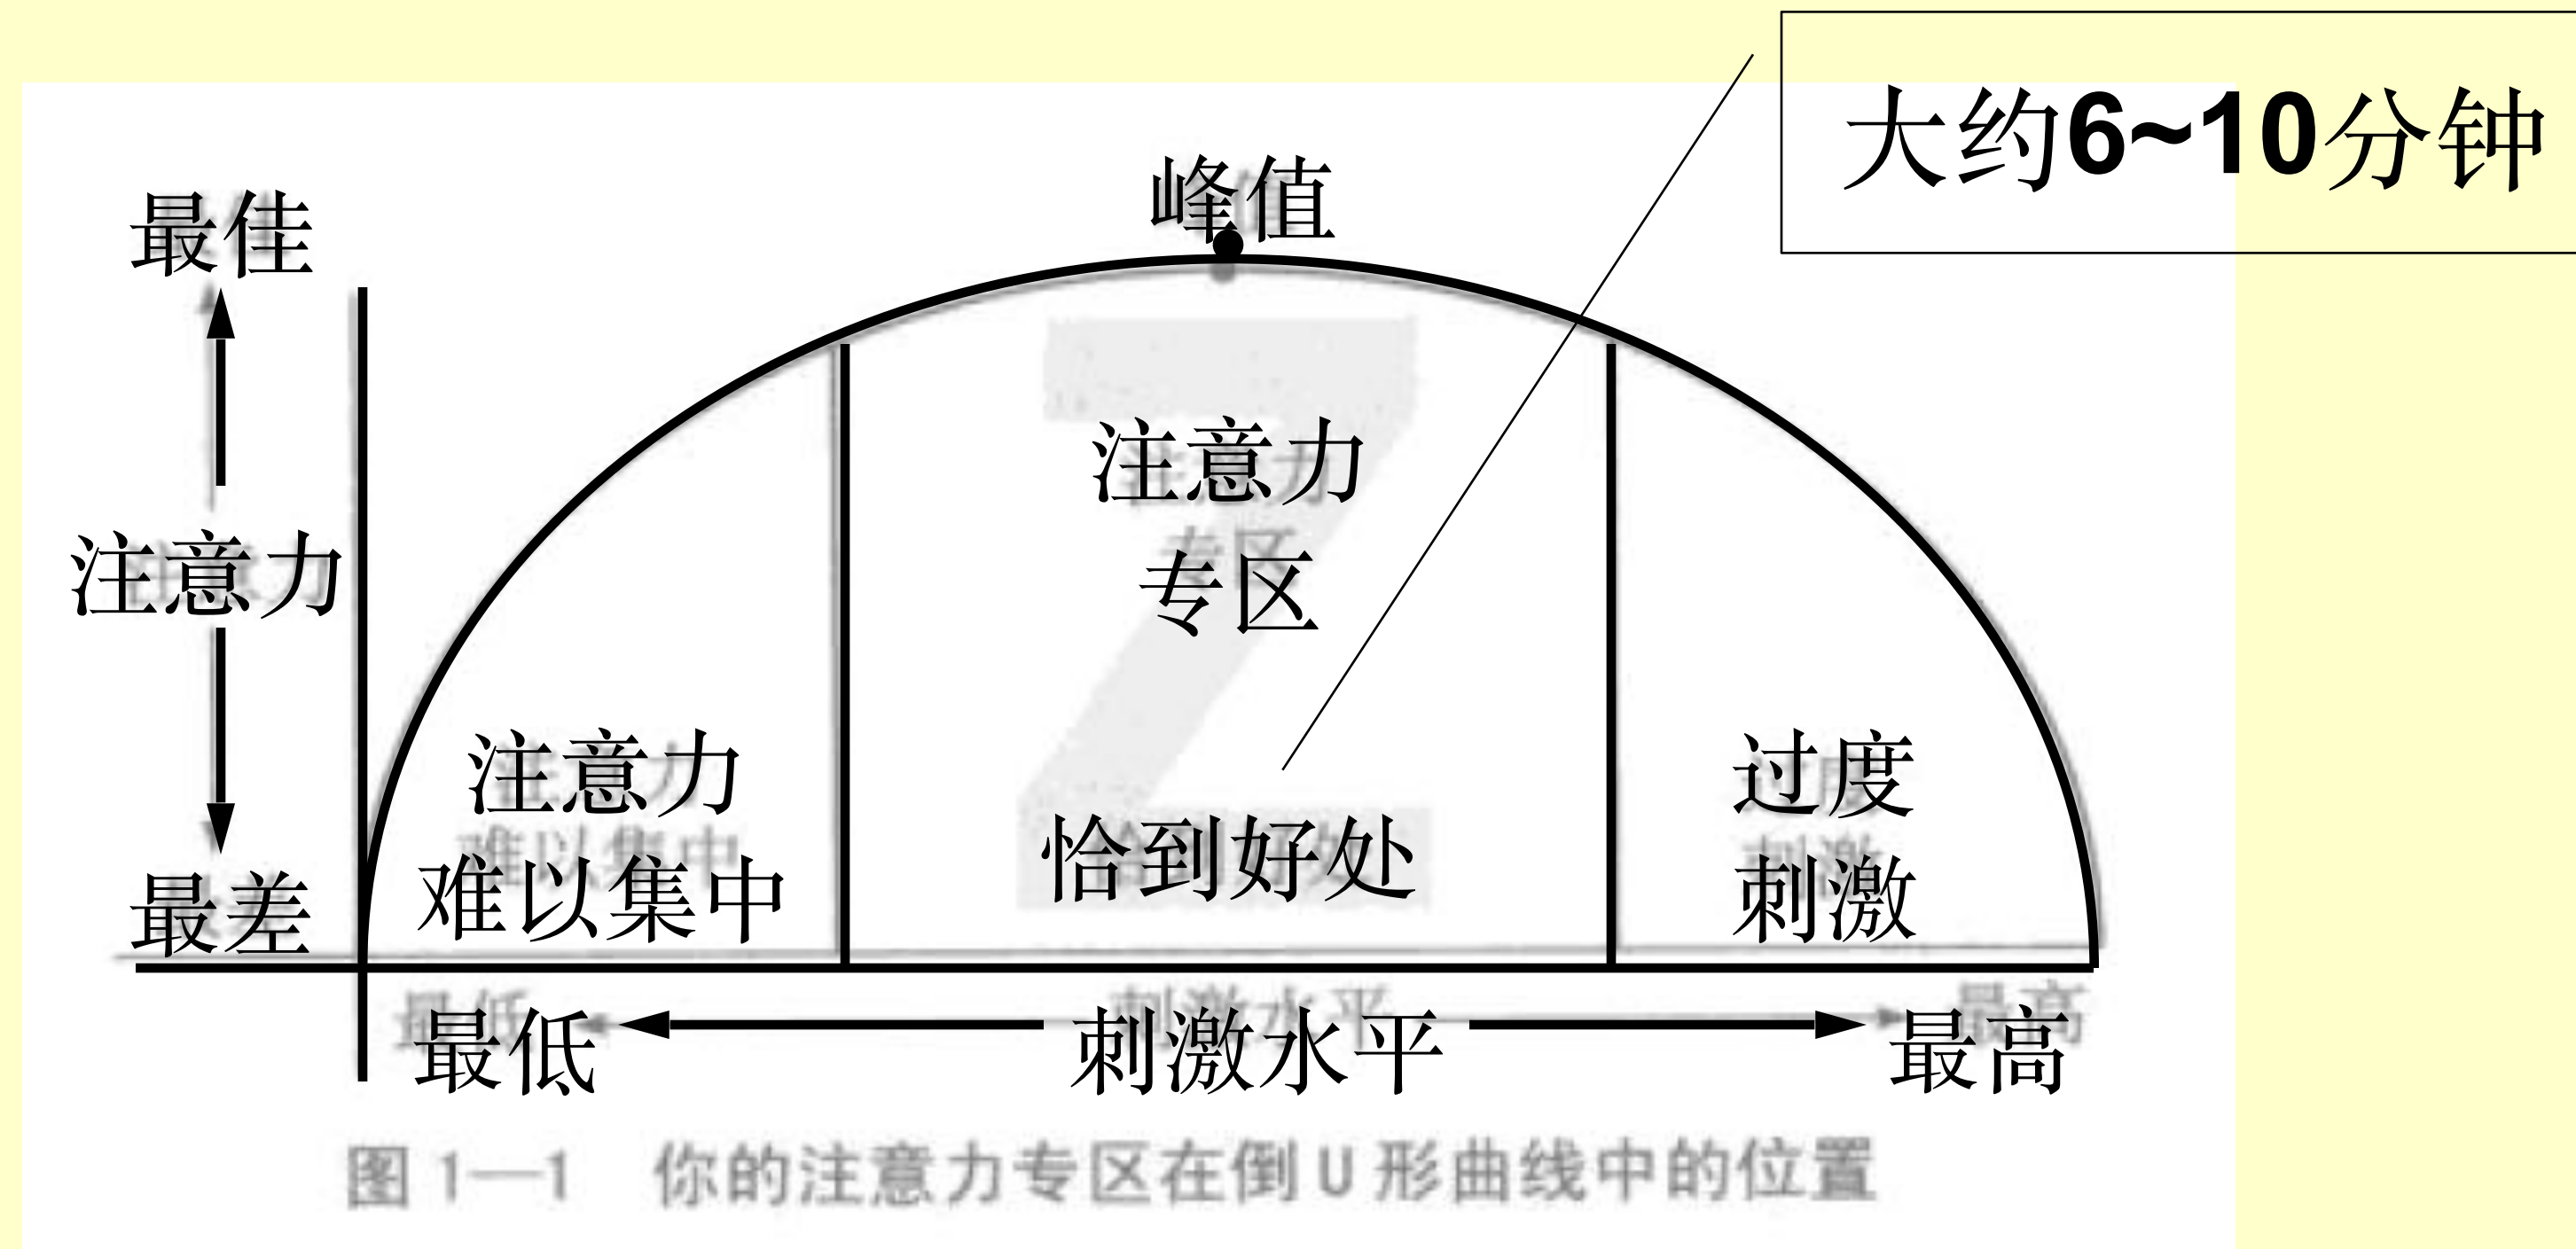 大约6~10分钟
峰值
最佳
注意力
最差
注意力
专区
恰到好处
注意力
难以集中
过度
刺激
最低
刺激水平
最高
图 1—1 你的注意力专区在倒 U 形曲线中的位置